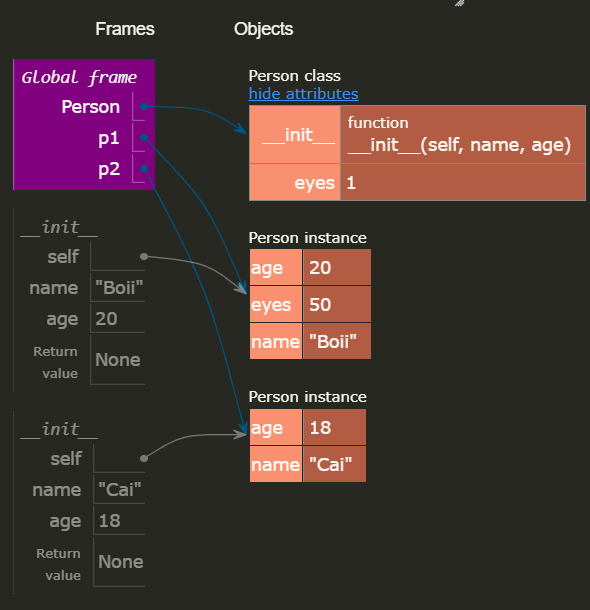 Frames
Objects
Global frame
Person
p1
p2
__init__
self
name "Boii"
age 20
Return
value None
__init__
self
name "Cai"
age 18
Return
value None
Person class
hide attributes
__init__ function
__init__(self, name, age)
eyes 1
Person instance
age 20
eyes 50
name "Boii"
Person instance
age 18
name "Cai"